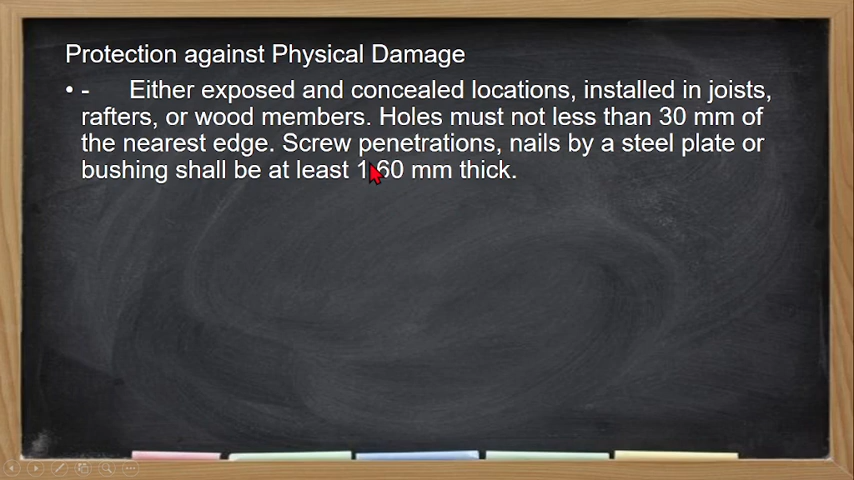 Protection against Physical Damage
• - Either exposed and concealed locations, installed in joists,
rafters, or wood members. Holes must not less than 30 mm of
the nearest edge. Screw penetrations, nails by a steel plate or
bushing shall be at least 1.60 mm thick.